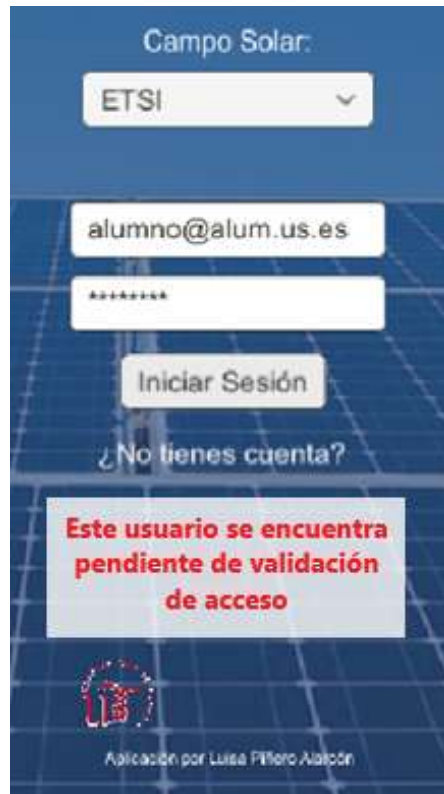 Campo Solar:
ETSI
alumno@alum.us.es
********
Iniciar Sesión
¿No tienes cuenta?
Este usuario se encuentra
pendiente de validación
de acceso
Aplicación por Luisa Piñero Alarcón